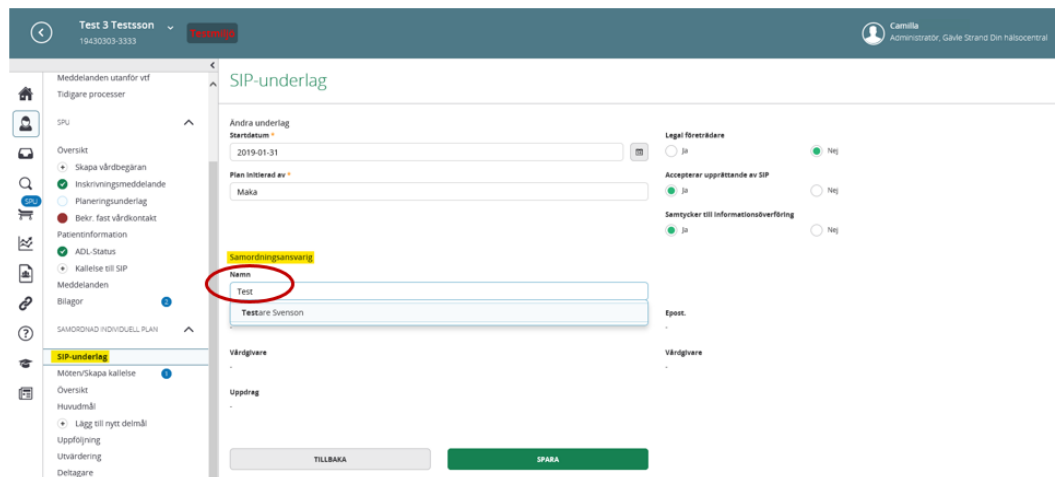 Test 3 Testsson
19430303-3333
Testmiljö
Camilla
Administratör, Gävle Strand Din hälsocentral
Meddelanden utanför vtf
Tidigare processer
SPU
Översikt
Skapa vårdbegäran
Inskrivningsmeddelande
SPU
Planeringsunderlag
Bekr. fast vårdkontakt
Patientinformation
ADL-Status
Kallelse till SIP
Meddelanden
Bilagor 2
SAMORDNAD INDIVIDUELL PLAN
SIP-underlag
Möten/Skapa kallelse 1
Översikt
Huvudmål
Lägg till nytt delmål
Uppföljning
Utvärdering
Deltagare
SIP-underlag
Ändra underlag
Startdatum *
2019-01-31
Plan initierad av *
Maka
Legal företrädare
Ja Nej
Accepterar upprättande av SIP
Ja Nej
Samtycker till informationsöverföring
Ja Nej
Samordningsansvarig
Namn
Test
Testare Svenson
-
Epost.
-
Vårdgivare
-
Vårdgivare
-
Uppdrag
-
TILLBAKA
SPARA